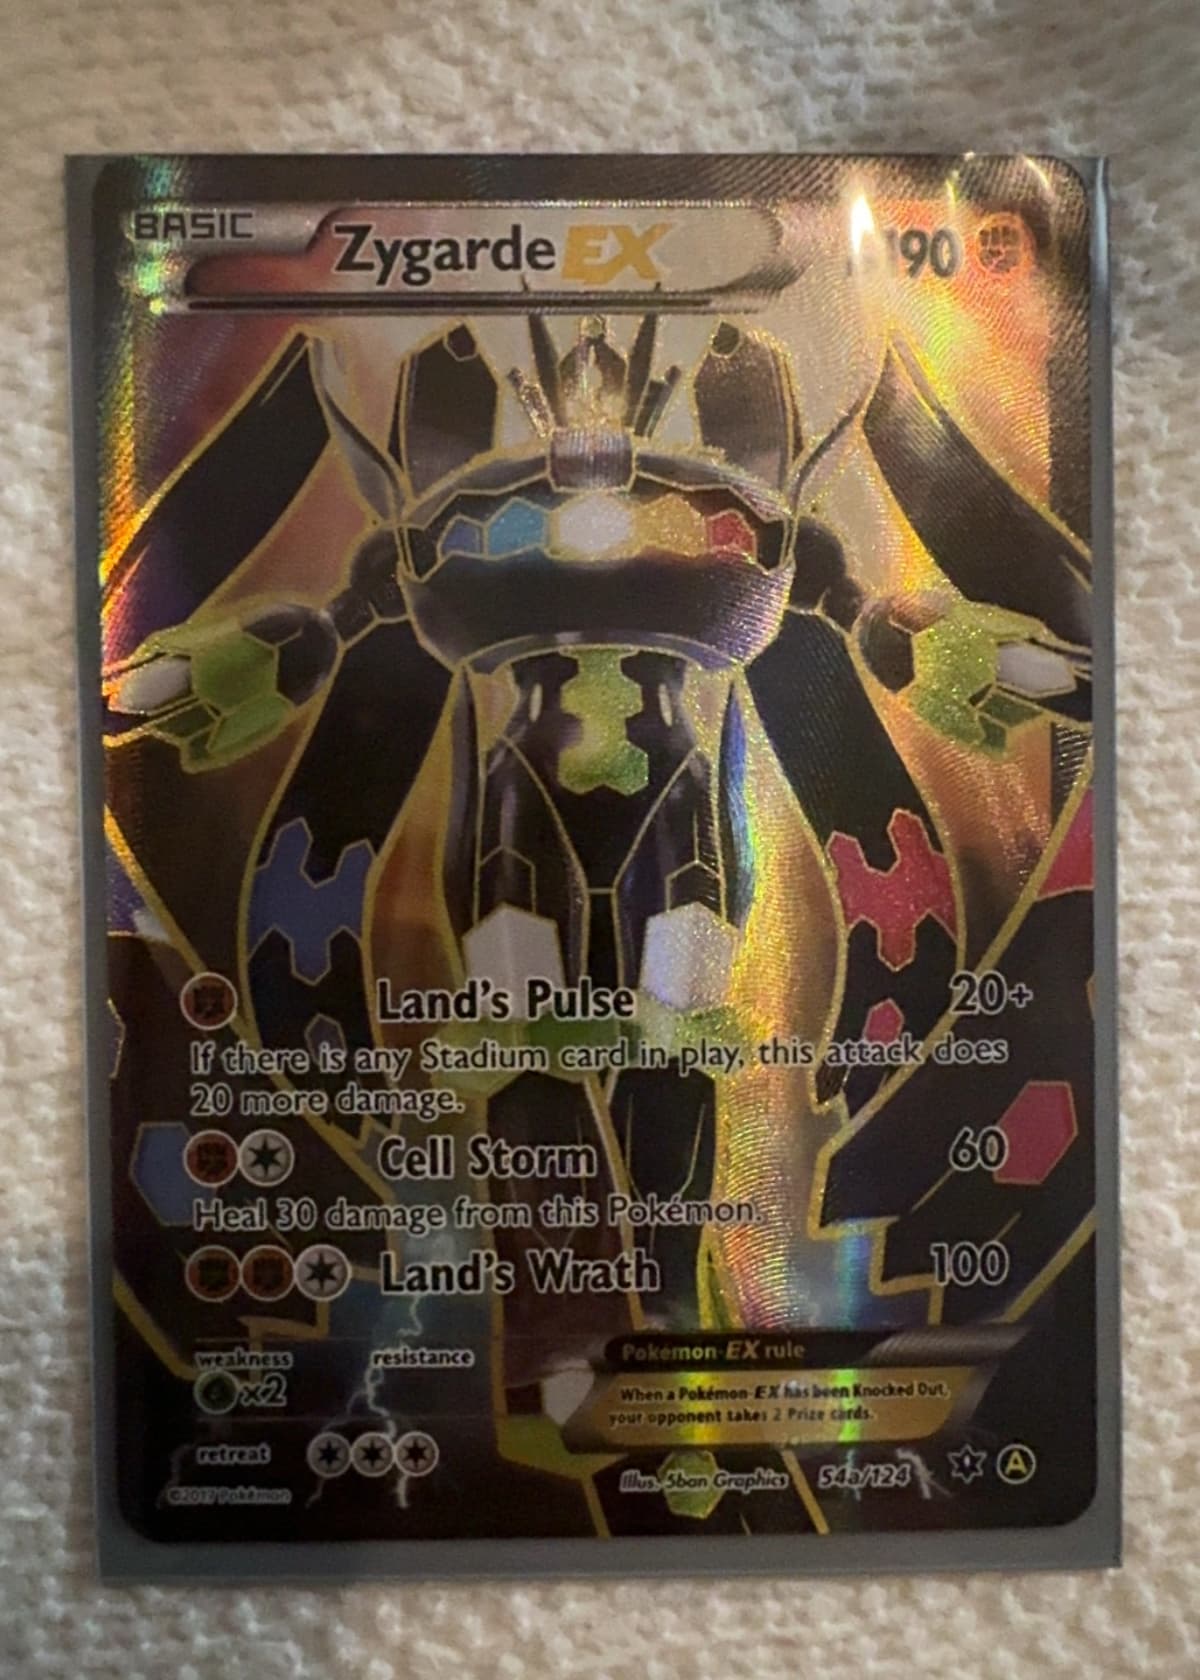 BASIC
Zygarde EX
190
Land's Pulse 20+
If there is any Stadium card in play, this attack does
20 more damage.
Cell Storm 60
Heal 30 damage from this Pokémon.
Land's Wrath 100
weakness resistance
x2
Pokémon-EX rule
When a Pokémon-EX has been Knocked Out,
your opponent takes 2 Prize cards.
retreat
Illus. 5ban Graphics 54a/124 A
©2017 Pokémon